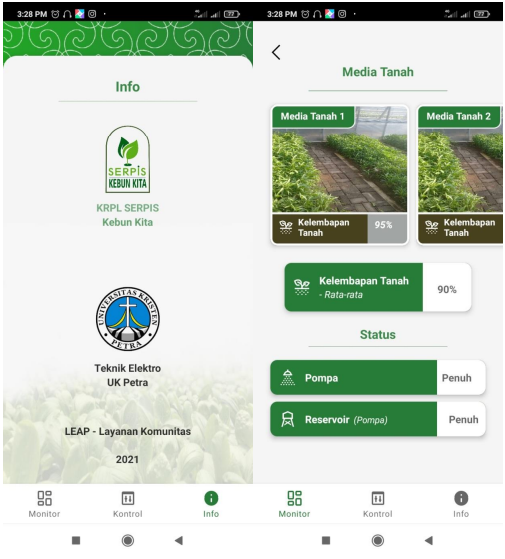 3:28 PM
77
Info
SERPIS
KEBUN KITA
KRPL SERPIS
Kebun Kita
UNIVERSITAS KRISTEN
PETRA
Teknik Elektro
UK Petra
LEAP - Layanan Komunitas
2021
Monitor
Kontrol
Info
3:28 PM
77
Media Tanah
Media Tanah 1
Kelembapan
Tanah
95%
Media Tanah 2
Kelembapan
Tanah
Kelembapan Tanah
- Rata-rata
90%
Status
Pompa
Penuh
Reservoir (Pompa)
Penuh
Monitor
Kontrol
Info